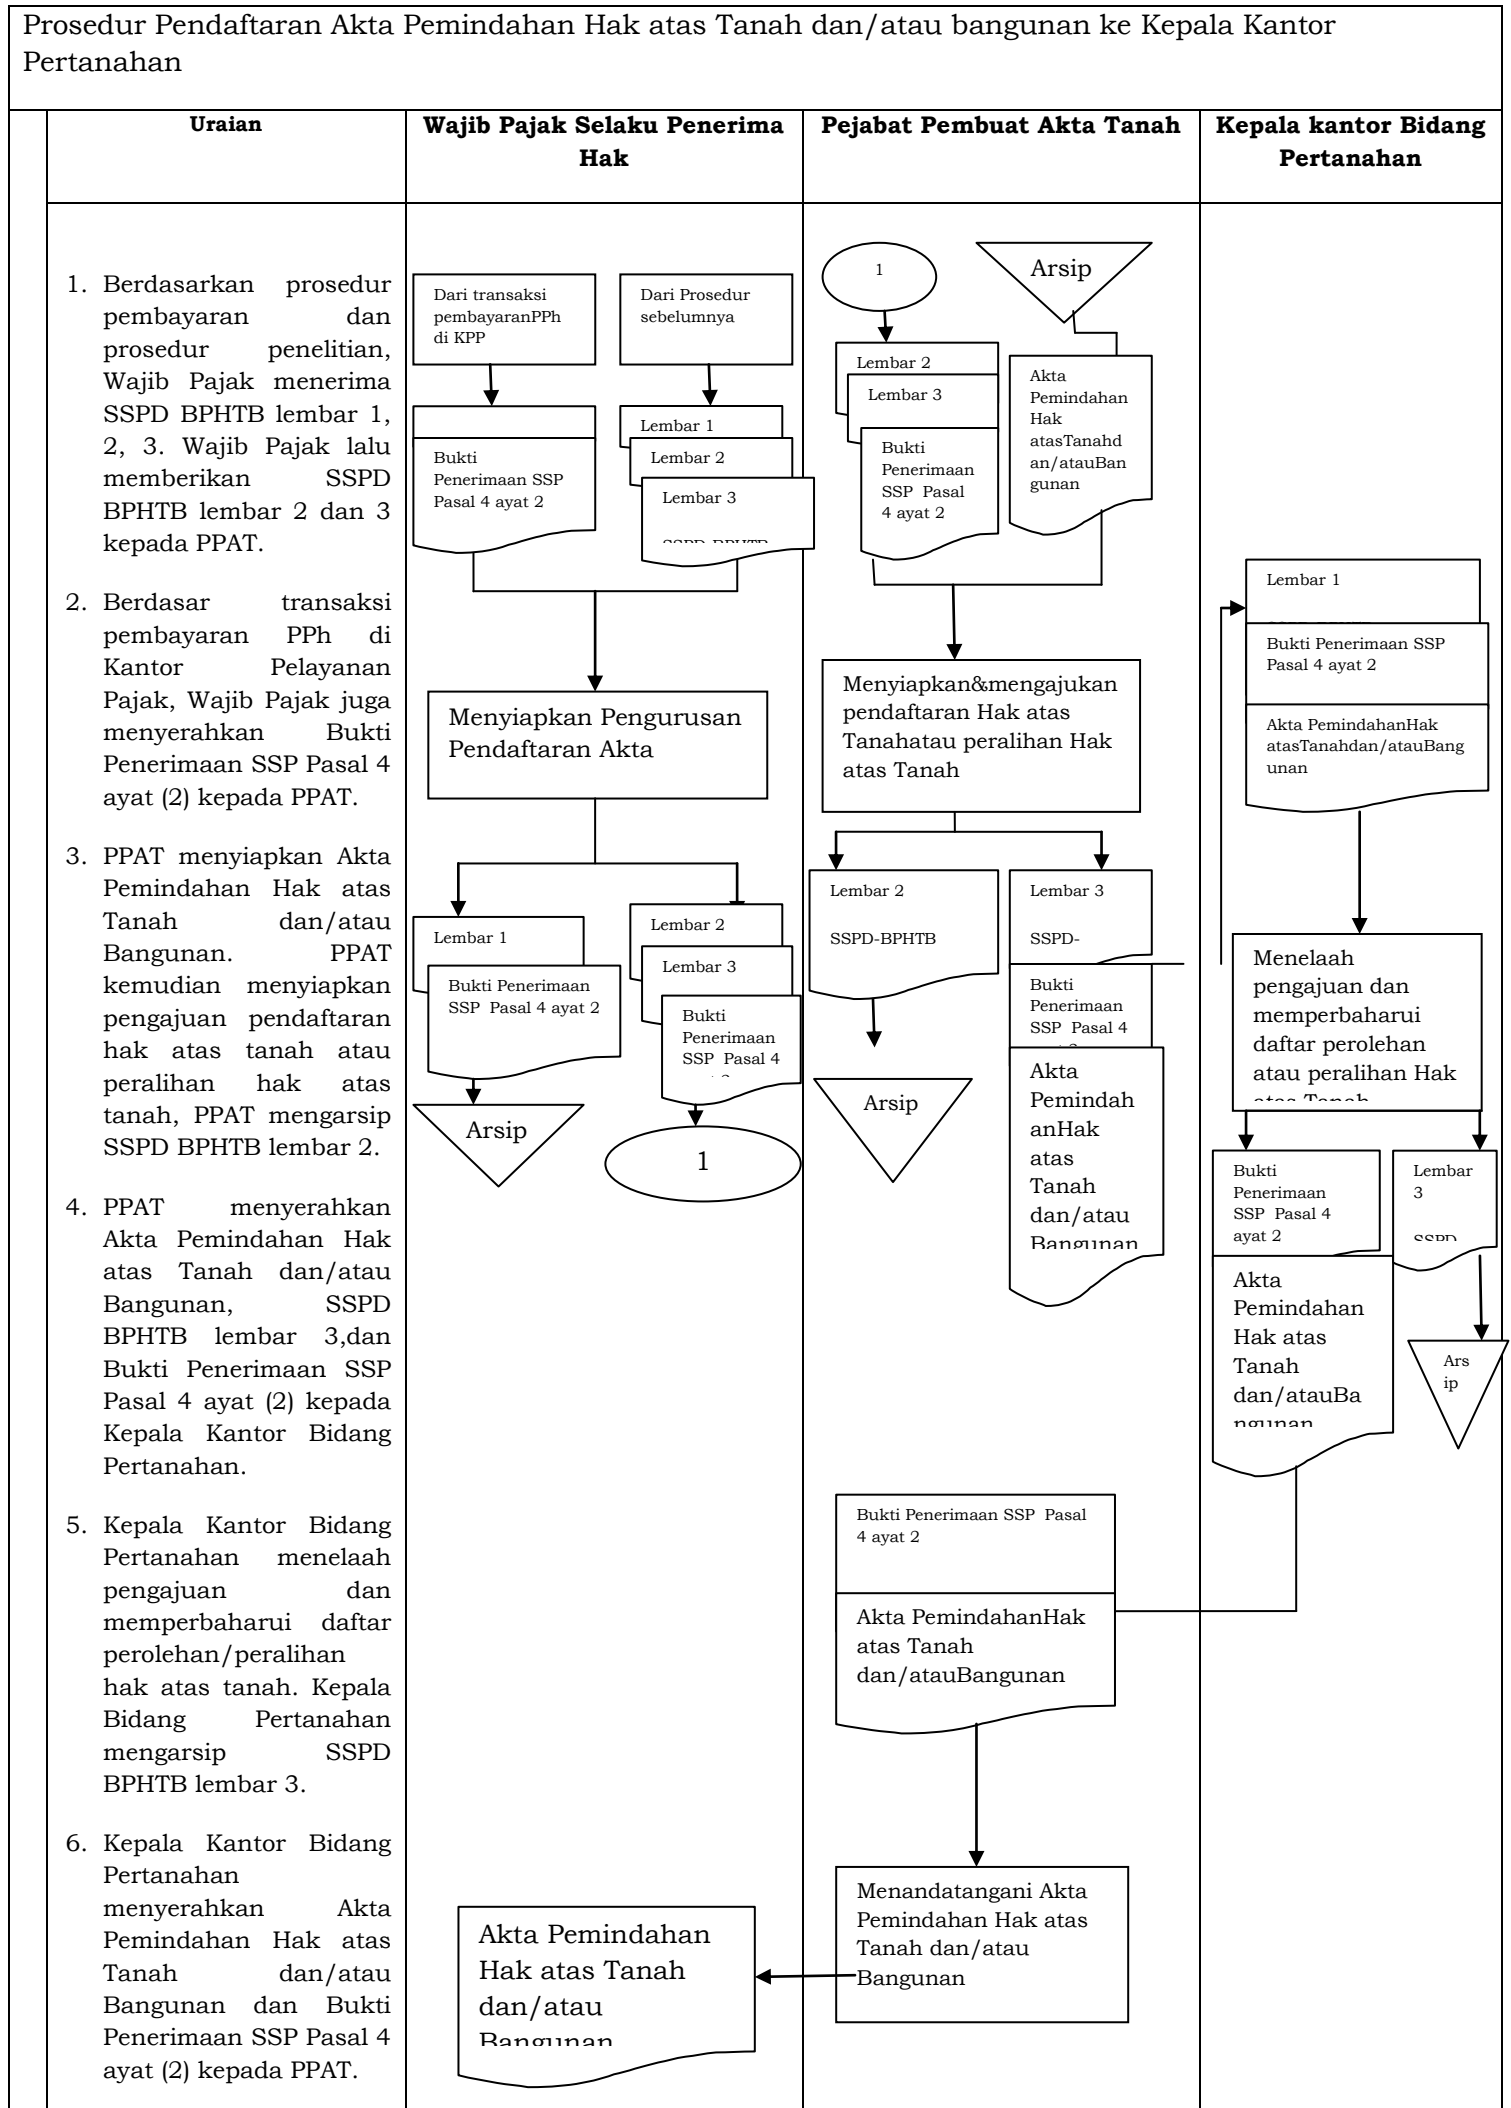 Prosedur Pendaftaran Akta Pemindahan Hak atas Tanah dan/atau bangunan ke Kepala Kantor
Pertanahan
Uraian
Wajib Pajak Selaku Penerima
Hak
Pejabat Pembuat Akta Tanah
Kepala kantor Bidang
Pertanahan
1. Berdasarkan prosedur
pembayaran dan
prosedur penelitian,
Wajib Pajak menerima
SSPD BPHTB lembar 1,
2, 3. Wajib Pajak lalu
memberikan SSPD
BPHTB lembar 2 dan 3
kepada PPAT.
2. Berdasar transaksi
pembayaran PPh di
Kantor Pelayanan
Pajak, Wajib Pajak juga
menyerahkan Bukti
Penerimaan SSP Pasal 4
ayat (2) kepada PPAT.
3. PPAT menyiapkan Akta
Pemindahan Hak atas
Tanah dan/atau
Bangunan. PPAT
kemudian menyiapkan
pengajuan pendaftaran
hak atas tanah atau
peralihan hak atas
tanah, PPAT mengarsip
SSPD BPHTB lembar 2.
4. PPAT menyerahkan
Akta Pemindahan Hak
atas Tanah dan/atau
Bangunan, SSPD
BPHTB lembar 3,dan
Bukti Penerimaan SSP
Pasal 4 ayat (2) kepada
Kepala Kantor Bidang
Pertanahan.
5. Kepala Kantor Bidang
Pertanahan menelaah
pengajuan dan
memperbaharui daftar
perolehan/peralihan
hak atas tanah. Kepala
Bidang Pertanahan
mengarsip SSPD
BPHTB lembar 3.
6. Kepala Kantor Bidang
Pertanahan
menyerahkan Akta
Pemindahan Hak atas
Tanah dan/atau
Bangunan dan Bukti
Penerimaan SSP Pasal 4
ayat (2) kepada PPAT.
Dari transaksi
pembayaranPPh
di KPP
Dari Prosedur
sebelumnya
Bukti
Penerimaan SSP
Pasal 4 ayat 2
Lembar 1
Lembar 2
Lembar 3
SSPD-BPHTB
Menyiapkan Pengurusan
Pendaftaran Akta
Lembar 1
Bukti Penerimaan
SSP Pasal 4 ayat 2
Arsip
Lembar 2
Lembar 3
Bukti
Penerimaan
SSP Pasal 4
1
Akta Pemindahan
Hak atas Tanah
dan/atau
Bangunan
1
Arsip
Lembar 2
Lembar 3
Bukti
Penerimaan
SSP Pasal
4 ayat 2
Akta
Pemindahan
Hak
atasTanahd
an/atauBan
gunan
Menyiapkan&mengajukan
pendaftaran Hak atas
Tanahatau peralihan Hak
atas Tanah
Lembar 2
SSPD-BPHTB
Arsip
Lembar 3
SSPD-
Bukti
Penerimaan
SSP Pasal 4
Akta
Pemindah
anHak
atas
Tanah
dan/atau
Bangunan
Bukti Penerimaan SSP Pasal
4 ayat 2
Akta PemindahanHak
atas Tanah
dan/atauBangunan
Menandatangani Akta
Pemindahan Hak atas
Tanah dan/atau
Bangunan
Lembar 1
Bukti Penerimaan SSP
Pasal 4 ayat 2
Akta PemindahanHak
atasTanahdan/atauBang
unan
Menelaah
pengajuan dan
memperbaharui
daftar perolehan
atau peralihan Hak
atas Tanah
Bukti
Penerimaan
SSP Pasal 4
ayat 2
Lembar
3
SSPD
Akta
Pemindahan
Hak atas
Tanah
dan/atauBa
ngunan
Ars
ip